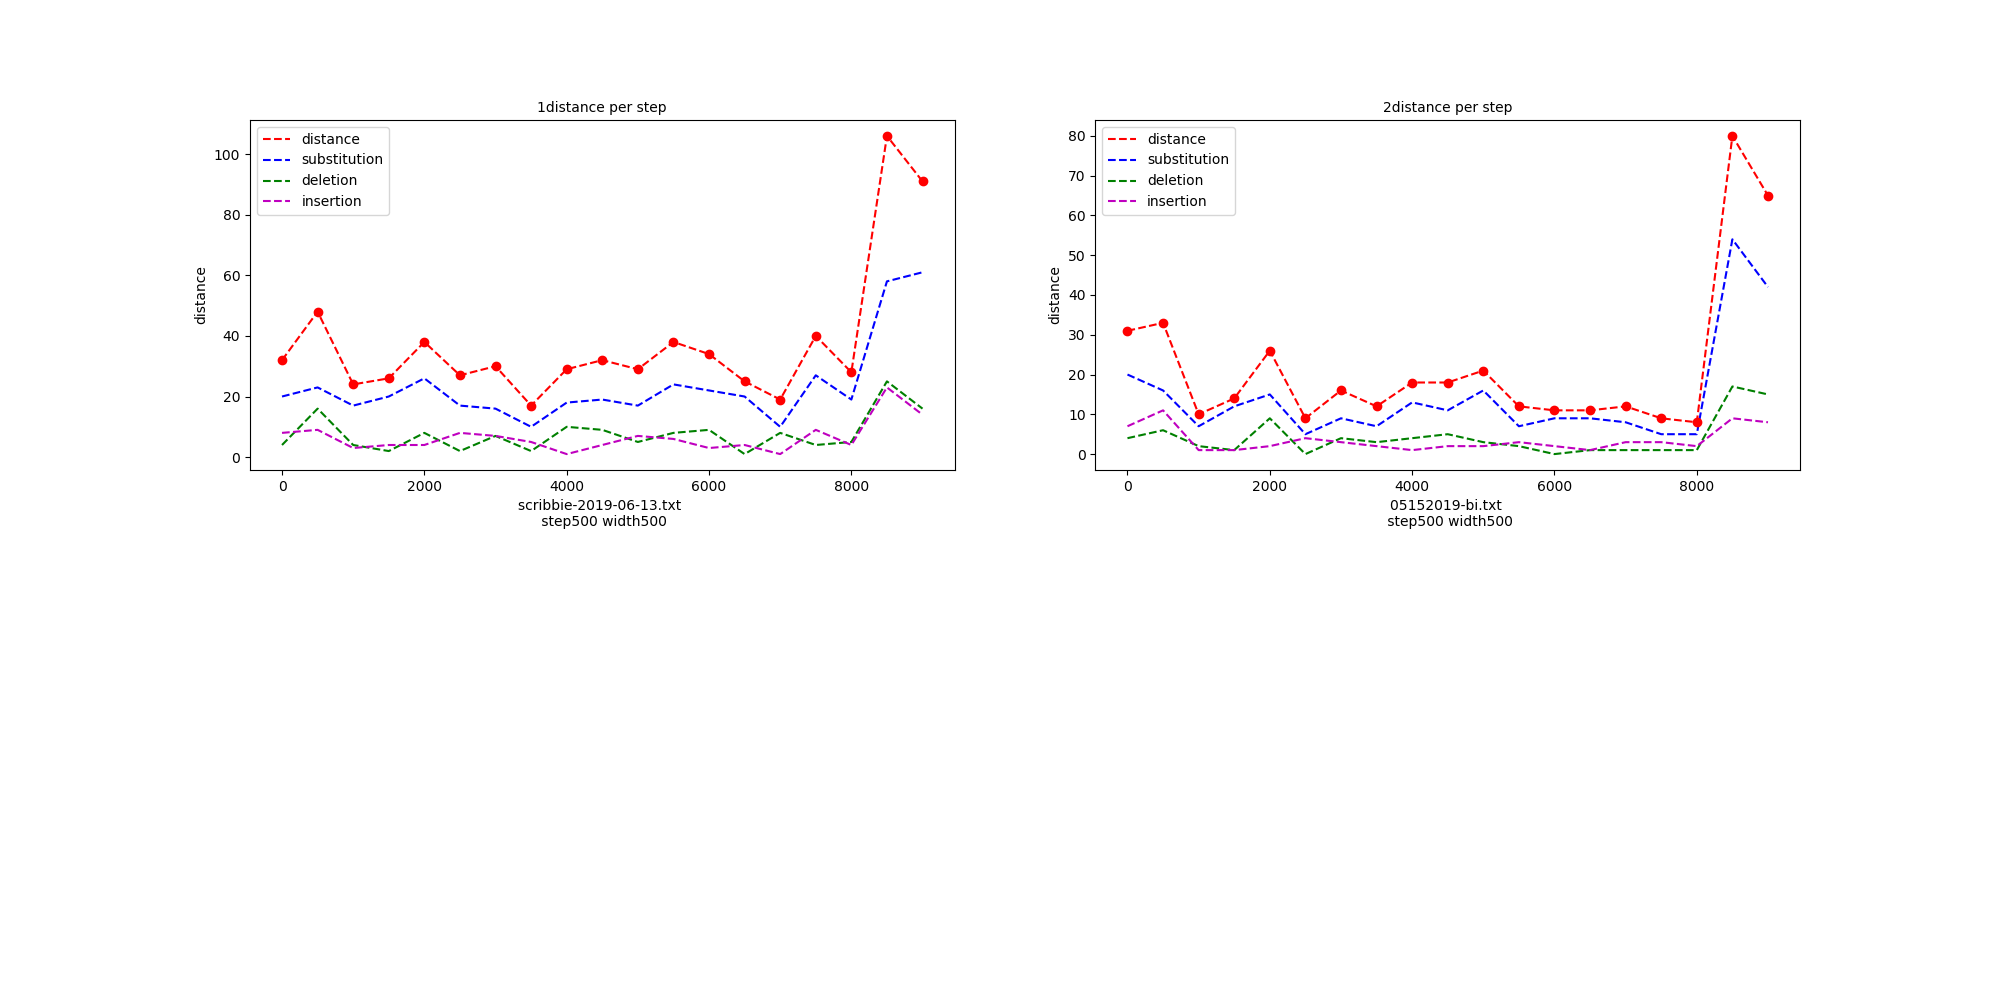 1distance per step
distance
substitution
deletion
insertion
distance
100
80
60
40
20
0
0 2000 4000 6000 8000
scribbie-2019-06-13.txt
step500 width500
2distance per step
distance
substitution
deletion
insertion
distance
80
70
60
50
40
30
20
10
0
0 2000 4000 6000 8000
05152019-bi.txt
step500 width500